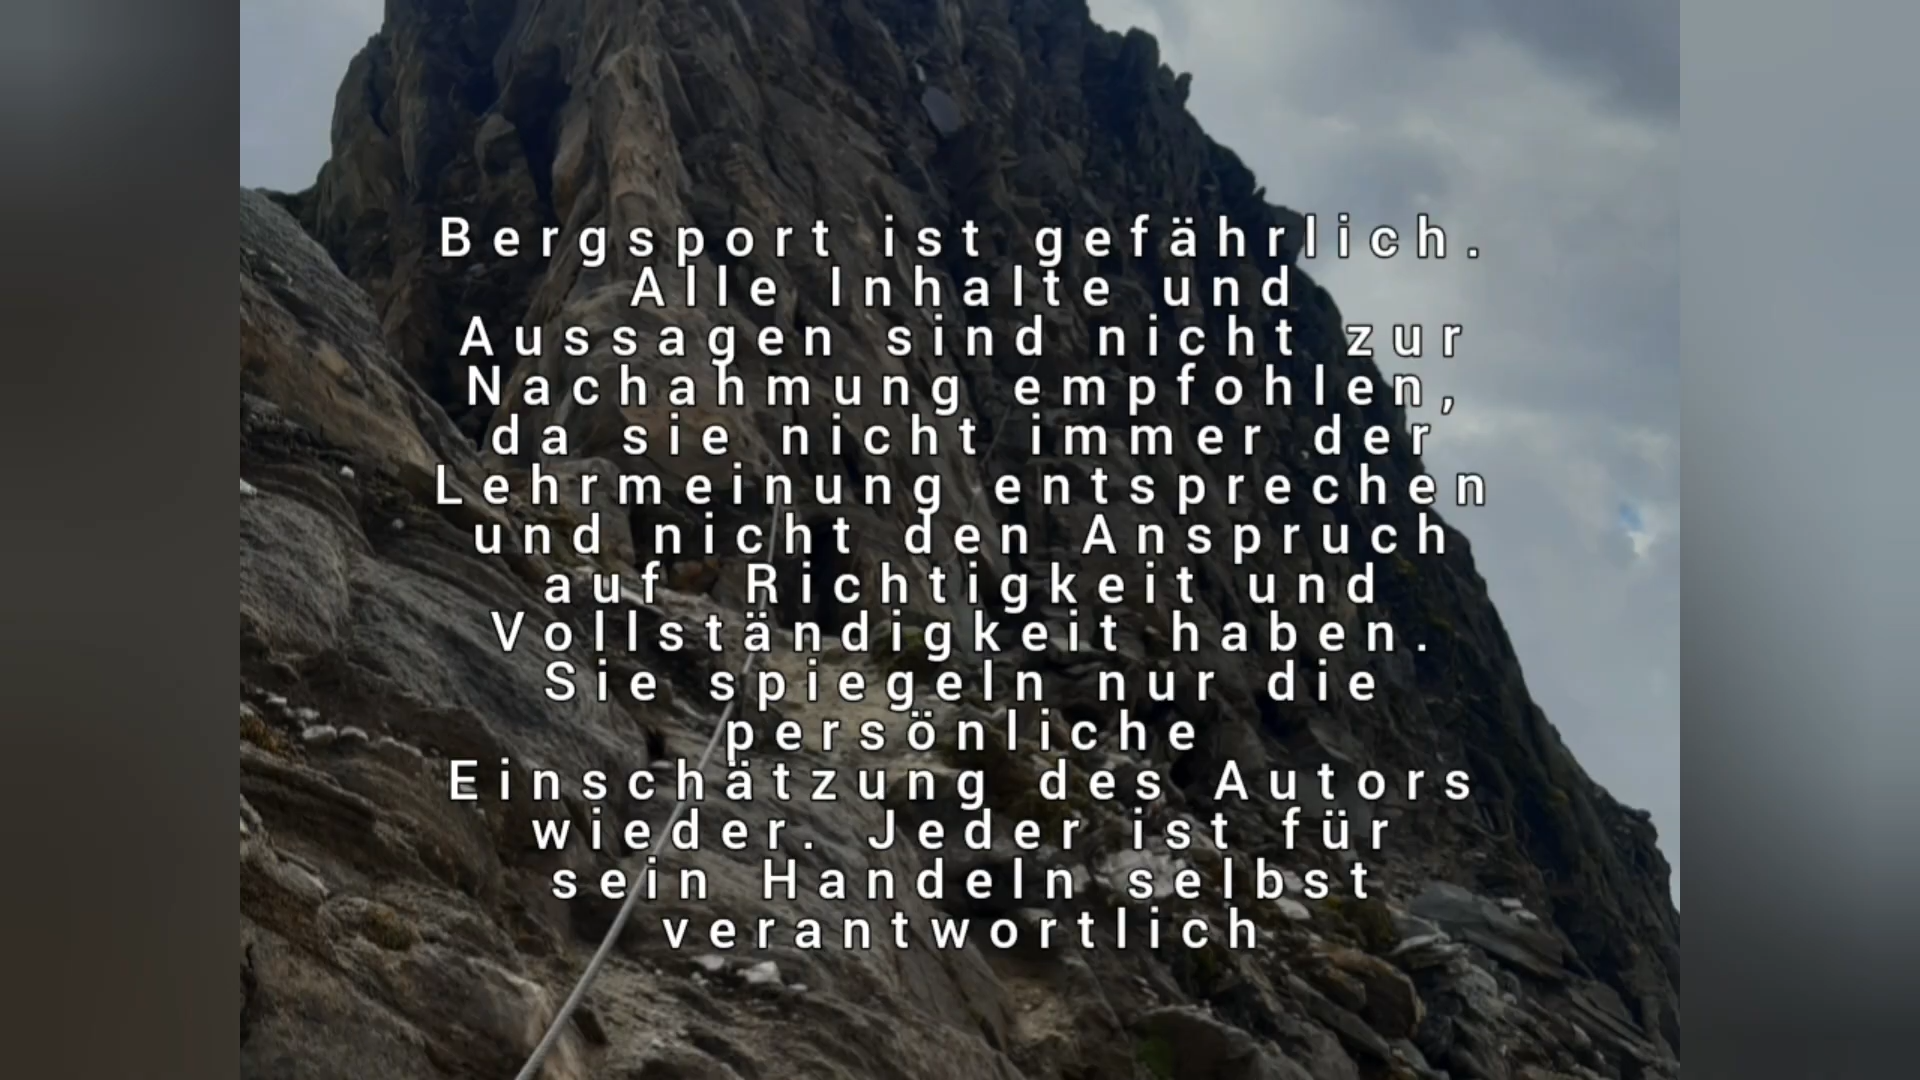 Bergsport ist gefährlich.
Alle Inhalte und
Aussagen sind nicht zur
Nachahmung empfohlen,
da sie nicht immer der
Lehrmeinung entsprechen
und nicht den Anspruch
auf Richtigkeit und
Vollständigkeit haben.
Sie spiegeln nur die
persönliche
Einschätzung des Autors
wieder. Jeder ist für
sein Handeln selbst
verantwortlich